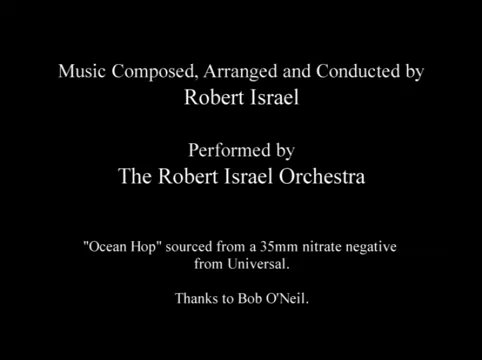 Music Composed, Arranged and Conducted by
Robert Israel
Performed by
The Robert Israel Orchestra
"Ocean Hop" sourced from a 35mm nitrate negative
from Universal.
Thanks to Bob O'Neil.